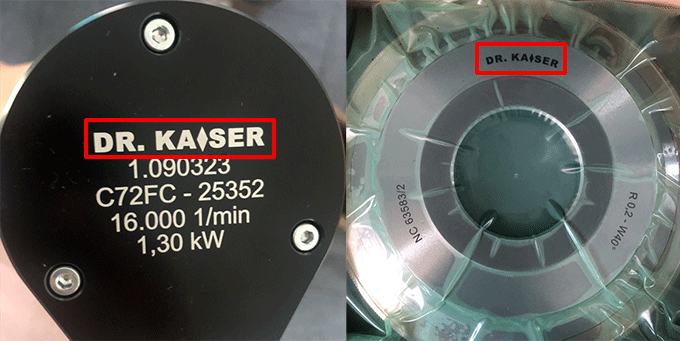 DR. KAISER
1.090323
C72FC - 25352
16.000 1/min
1,30 kW
DR. KAISER
NC 63583/2
R 0,2 - W40°